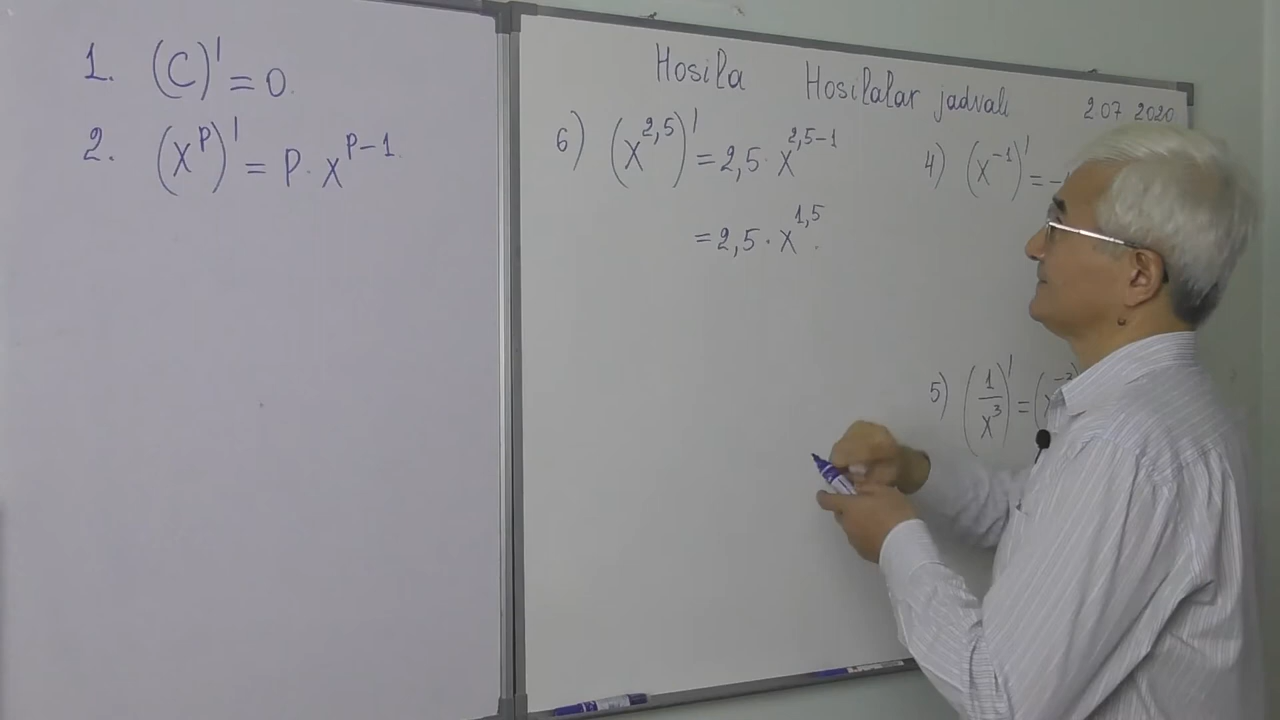 1. (C)' = 0.
2. (x^p)' = p · x^(p-1).
Hosila Hosilalar jadvali 2.07 2020
6) (x^2,5)' = 2,5 · x^(2,5-1)
= 2,5 · x^1,5.
4) (x^-1)' = -
5) (1/x^3)' = (x^-3